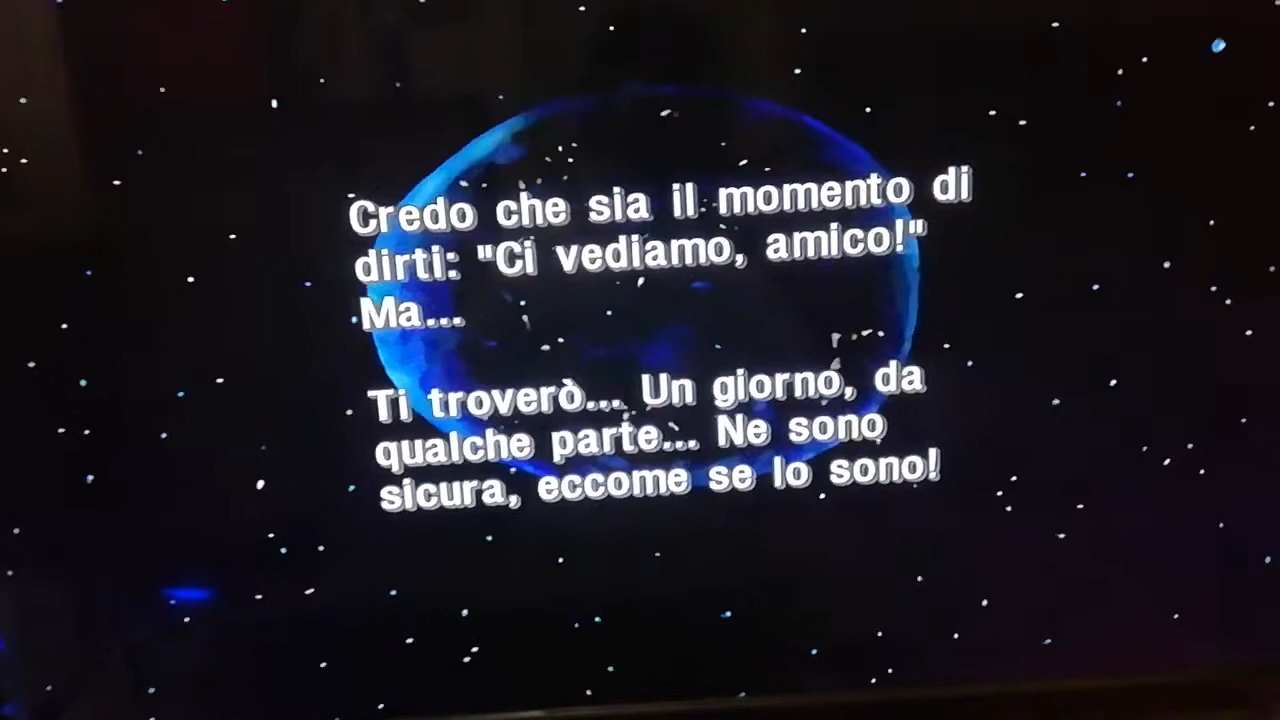 Credo che sia il momento di
dirti: "Ci vediamo, amico!"
Ma...
Ti troverò... Un giorno, da
qualche parte... Ne sono
sicura, eccome se lo sono!